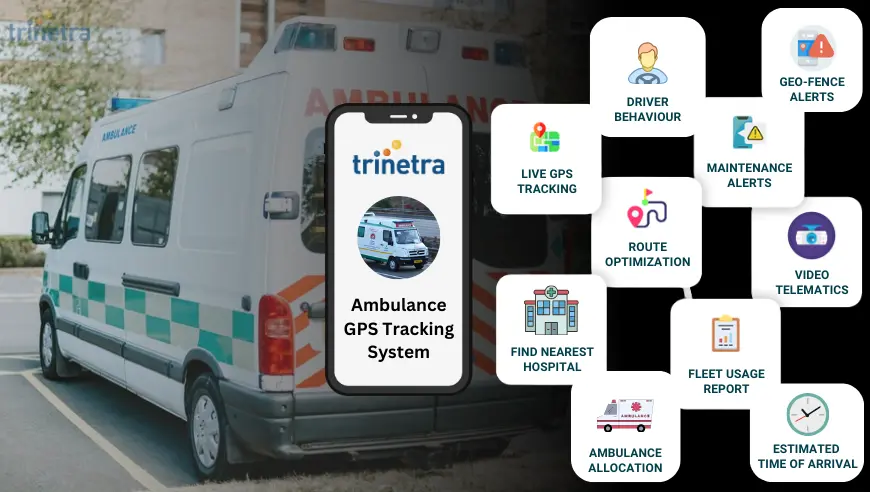 trinetra
AMBULANCE
AMBULANCE
trinetra
Ambulance
GPS Tracking
System
DRIVER
BEHAVIOUR
GEO-FENCE
ALERTS
LIVE GPS
TRACKING
MAINTENANCE
ALERTS
ROUTE
OPTIMIZATION
VIDEO
TELEMATICS
FIND NEAREST
HOSPITAL
FLEET USAGE
REPORT
AMBULANCE
AMBULANCE
ALLOCATION
ESTIMATED
TIME OF ARRIVAL